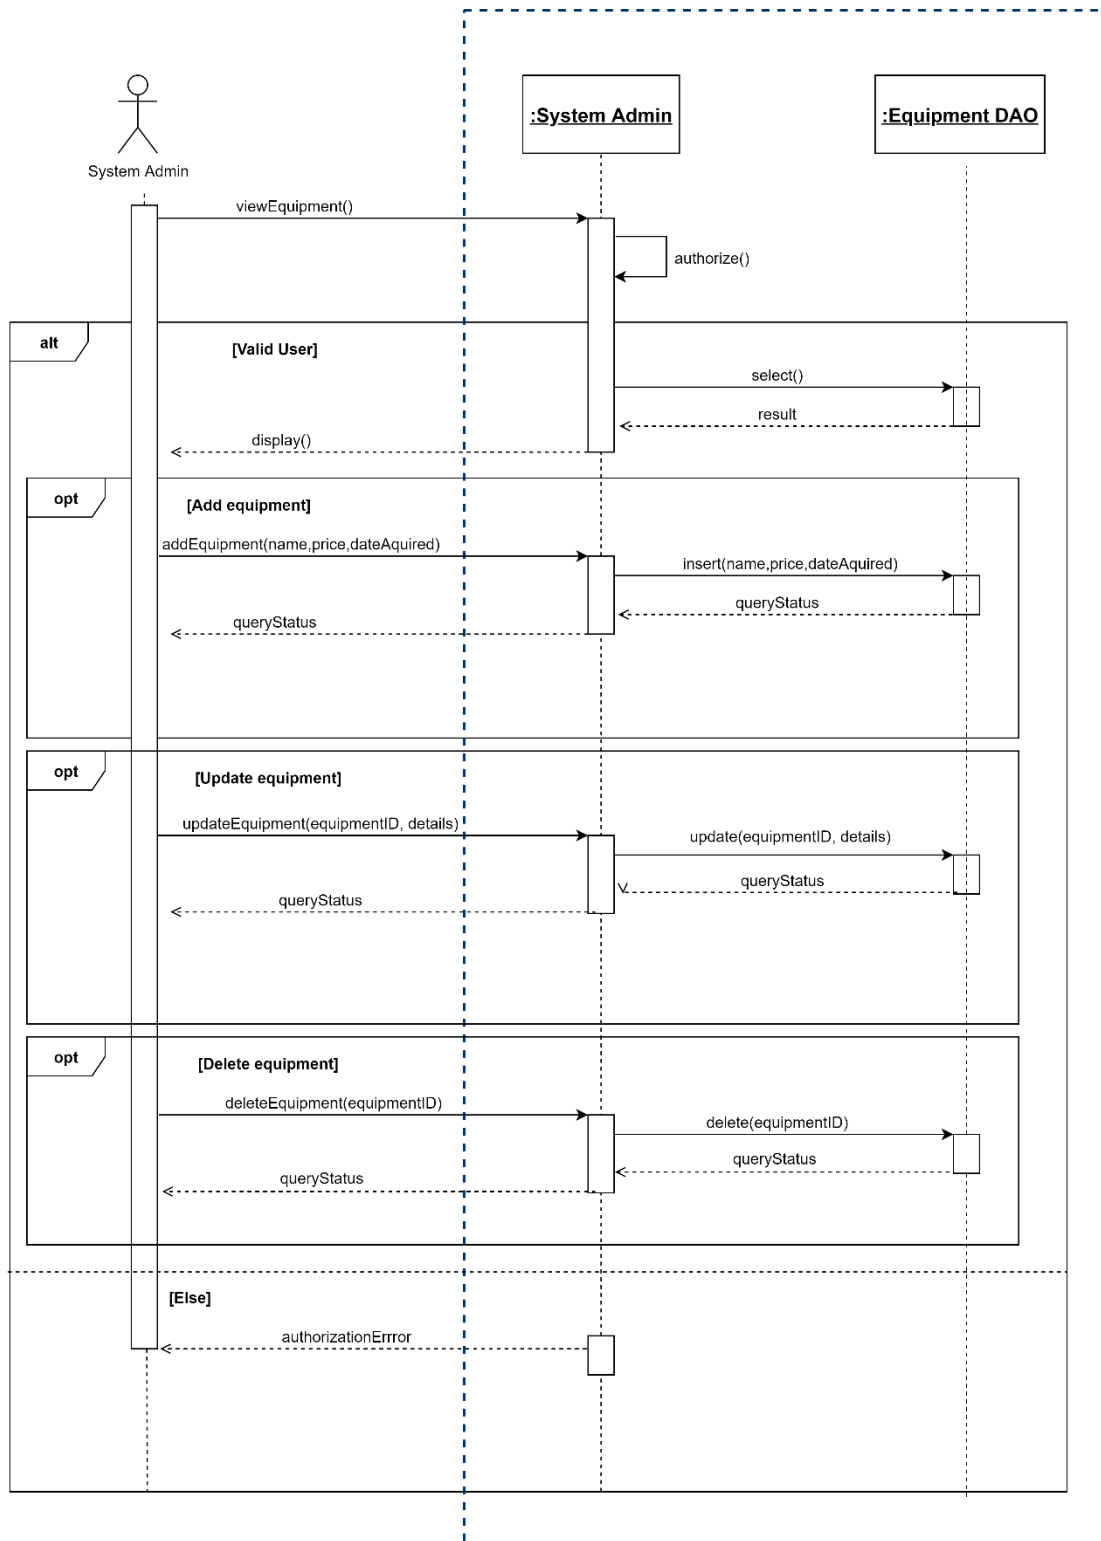 :System Admin
:Equipment DAO
System Admin
viewEquipment()
authorize()
alt
[Valid User]
select()
result
display()
opt
[Add equipment]
addEquipment(name,price,dateAquired)
insert(name,price,dateAquired)
queryStatus
queryStatus
opt
[Update equipment]
updateEquipment(equipmentID, details)
update(equipmentID, details)
queryStatus
queryStatus
opt
[Delete equipment]
deleteEquipment(equipmentID)
delete(equipmentID)
queryStatus
queryStatus
[Else]
authorizationErrror